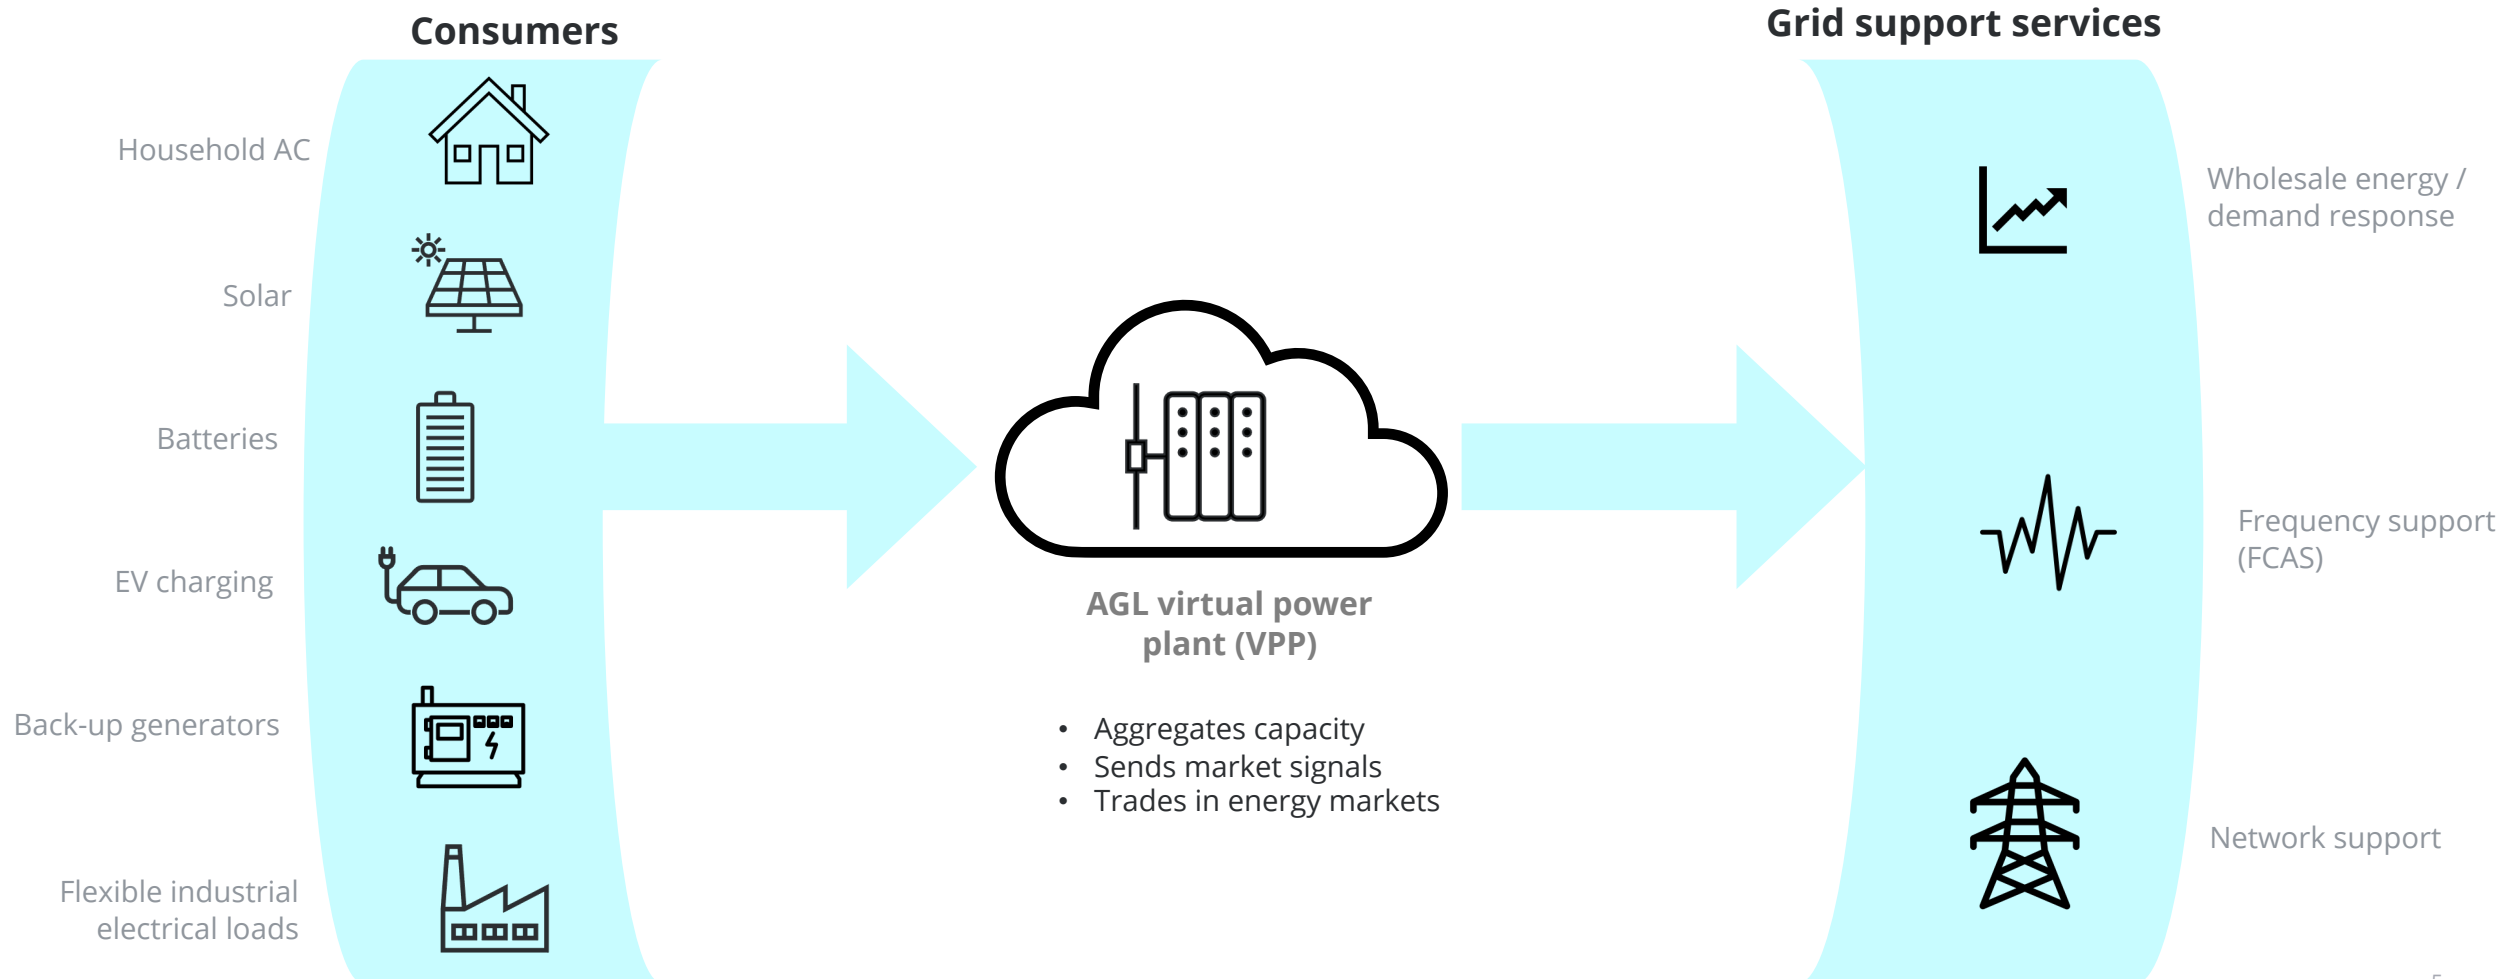 Consumers
Household AC
Solar
Batteries
EV charging
Back-up generators
Flexible industrial
electrical loads
AGL virtual power
plant (VPP)
• Aggregates capacity
• Sends market signals
• Trades in energy markets
Grid support services
Wholesale energy /
demand response
Frequency support
(FCAS)
Network support